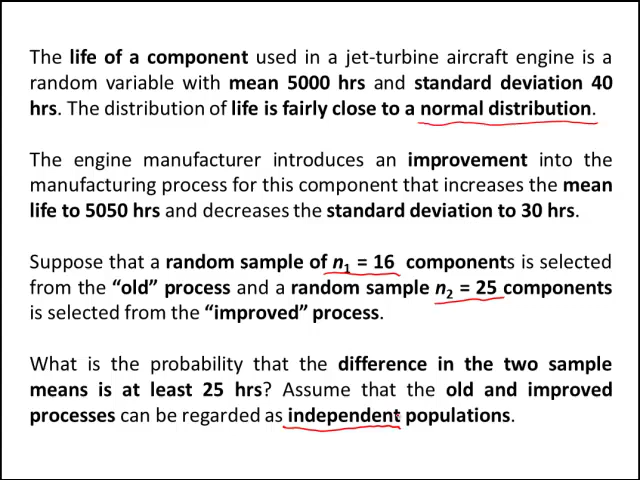 The life of a component used in a jet-turbine aircraft engine is a
random variable with mean 5000 hrs and standard deviation 40
hrs. The distribution of life is fairly close to a normal distribution.
The engine manufacturer introduces an improvement into the
manufacturing process for this component that increases the mean
life to 5050 hrs and decreases the standard deviation to 30 hrs.
Suppose that a random sample of n₁ = 16 components is selected
from the “old” process and a random sample n₂ = 25 components
is selected from the “improved” process.
What is the probability that the difference in the two sample
means is at least 25 hrs? Assume that the old and improved
processes can be regarded as independent populations.